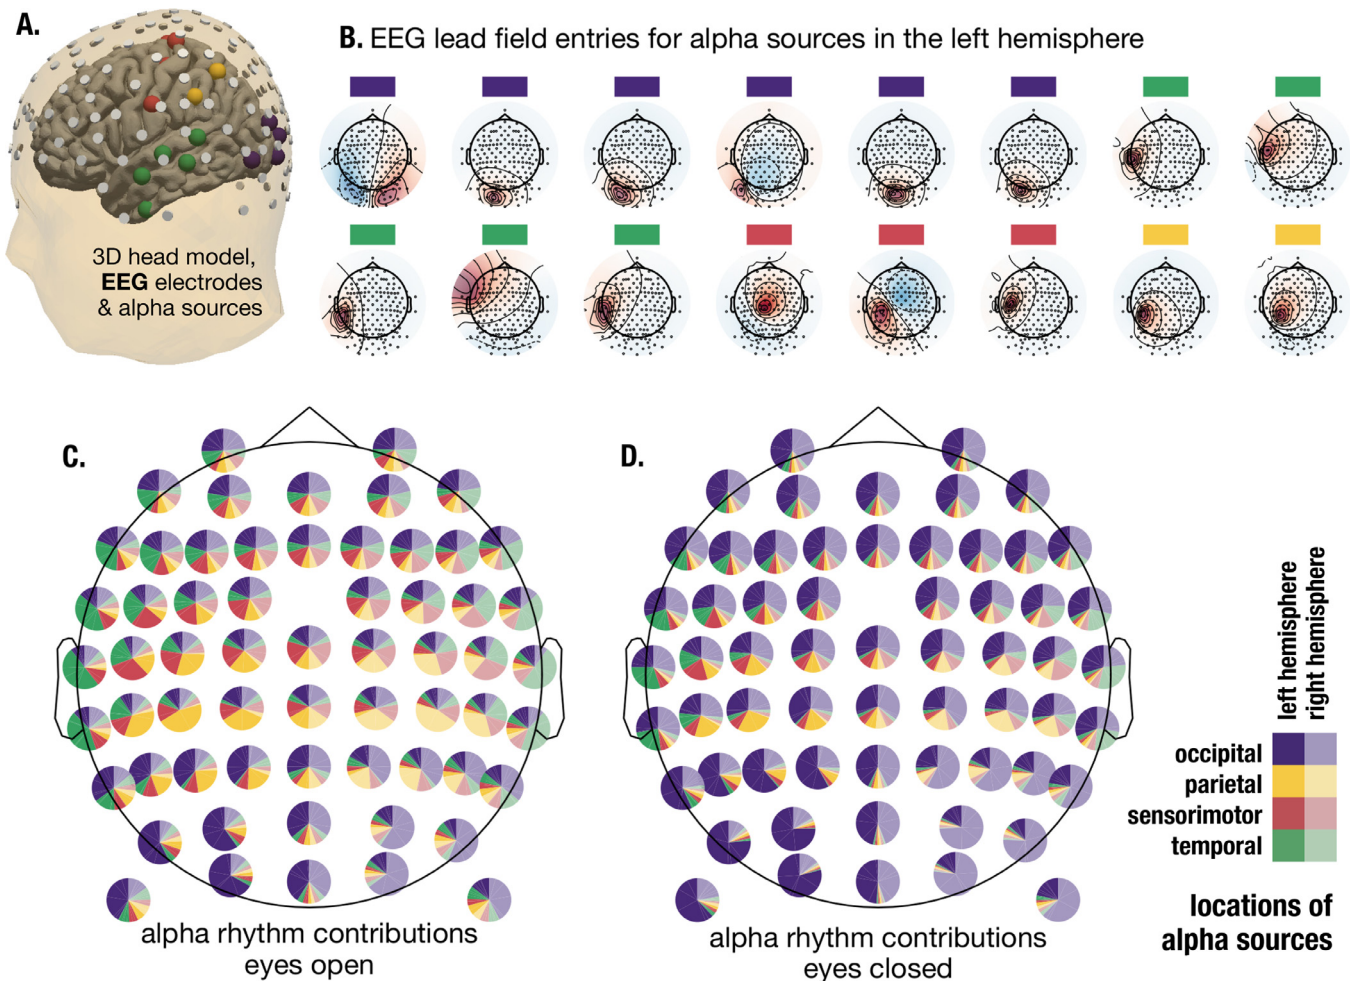 A.
B. EEG lead field entries for alpha sources in the left hemisphere
3D head model,
EEG electrodes
& alpha sources
C.
D.
left hemisphere
right hemisphere
occipital
parietal
sensorimotor
temporal
locations of
alpha sources
alpha rhythm contributions
eyes open
alpha rhythm contributions
eyes closed